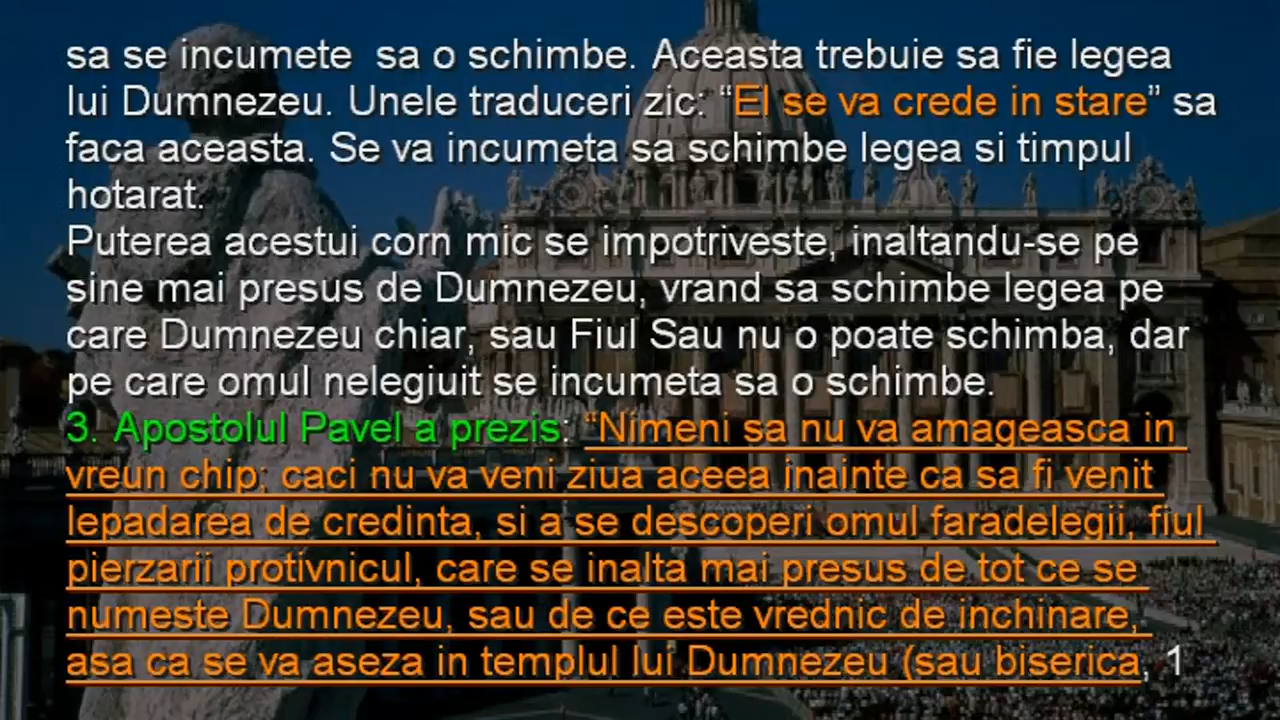 sa se incumete  sa o schimbe. Aceasta trebuie sa fie legea
lui Dumnezeu. Unele traduceri zic: “El se va crede in stare” sa
faca aceasta. Se va incumeta sa schimbe legea si timpul
hotarat.
Puterea acestui corn mic se impotriveste, inaltandu-se pe
sine mai presus de Dumnezeu, vrand sa schimbe legea pe
care Dumnezeu chiar, sau Fiul Sau nu o poate schimba, dar
pe care omul nelegiuit se incumeta sa o schimbe.
3. Apostolul Pavel a prezis: “Nimeni sa nu va amageasca in
vreun chip; caci nu va veni ziua aceea inainte ca sa fi venit
lepadarea de credinta, si a se descoperi omul faradelegii, fiul
pierzarii protivnicul, care se inalta mai presus de tot ce se
numeste Dumnezeu, sau de ce este vrednic de inchinare,
asa ca se va aseza in templul lui Dumnezeu (sau biserica, 1